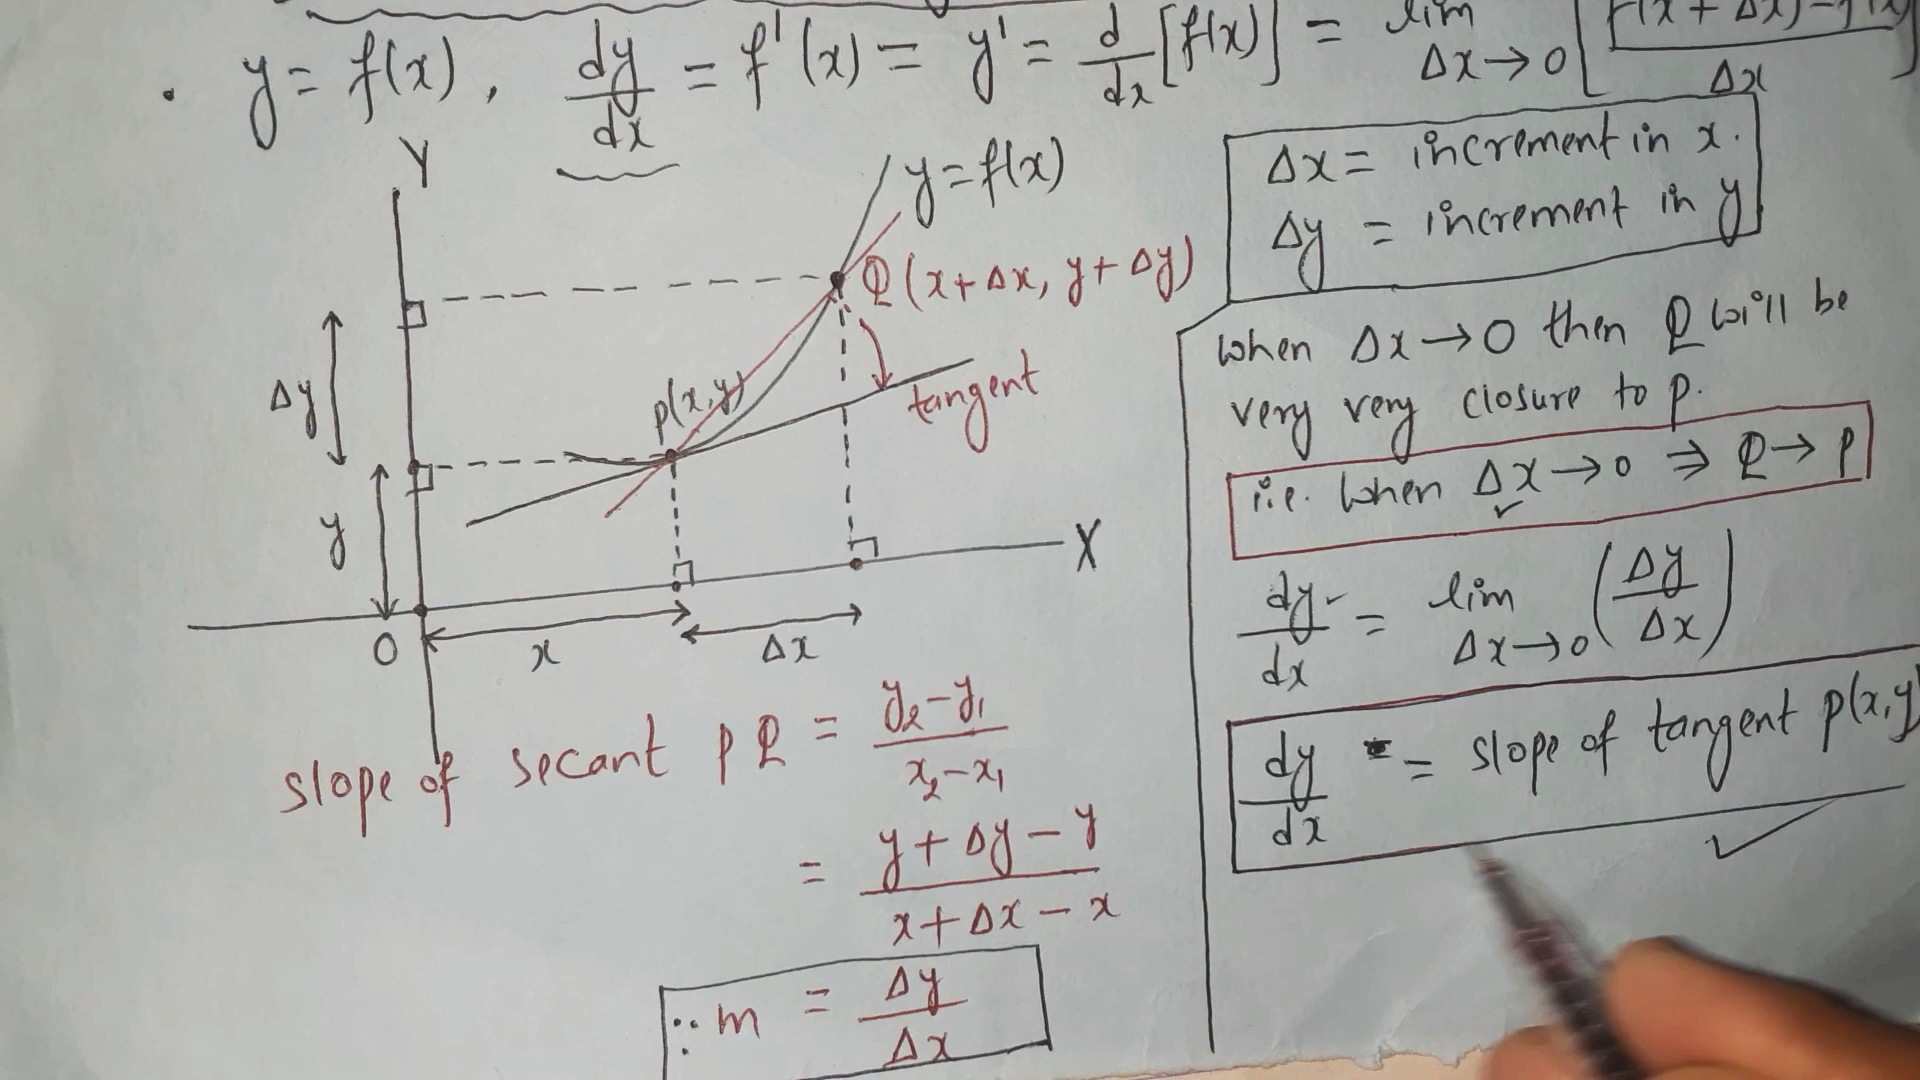 . y = f(x), dy/dx = f'(x) = y' = d/dx [f(x)] = lim Δx→0 [f(x + Δx) − f(x)/Δx]
Y
y = f(x)
Q (x + Δx, y + Δy)
Δy
P(x, y)
tangent
y
X
O
x
Δx
slope of secant PQ = y₂ − y₁ / x₂ − x₁
= y + Δy − y / x + Δx − x
∴ m = Δy/Δx
Δx = increment in x.
Δy = increment in y
when Δx → 0 then Q will be
very very closure to P.
i.e. when Δx → 0 ⇒ Q → P
dy/dx = lim Δx→0 (Δy/Δx)
dy/dx = slope of tangent P(x, y)